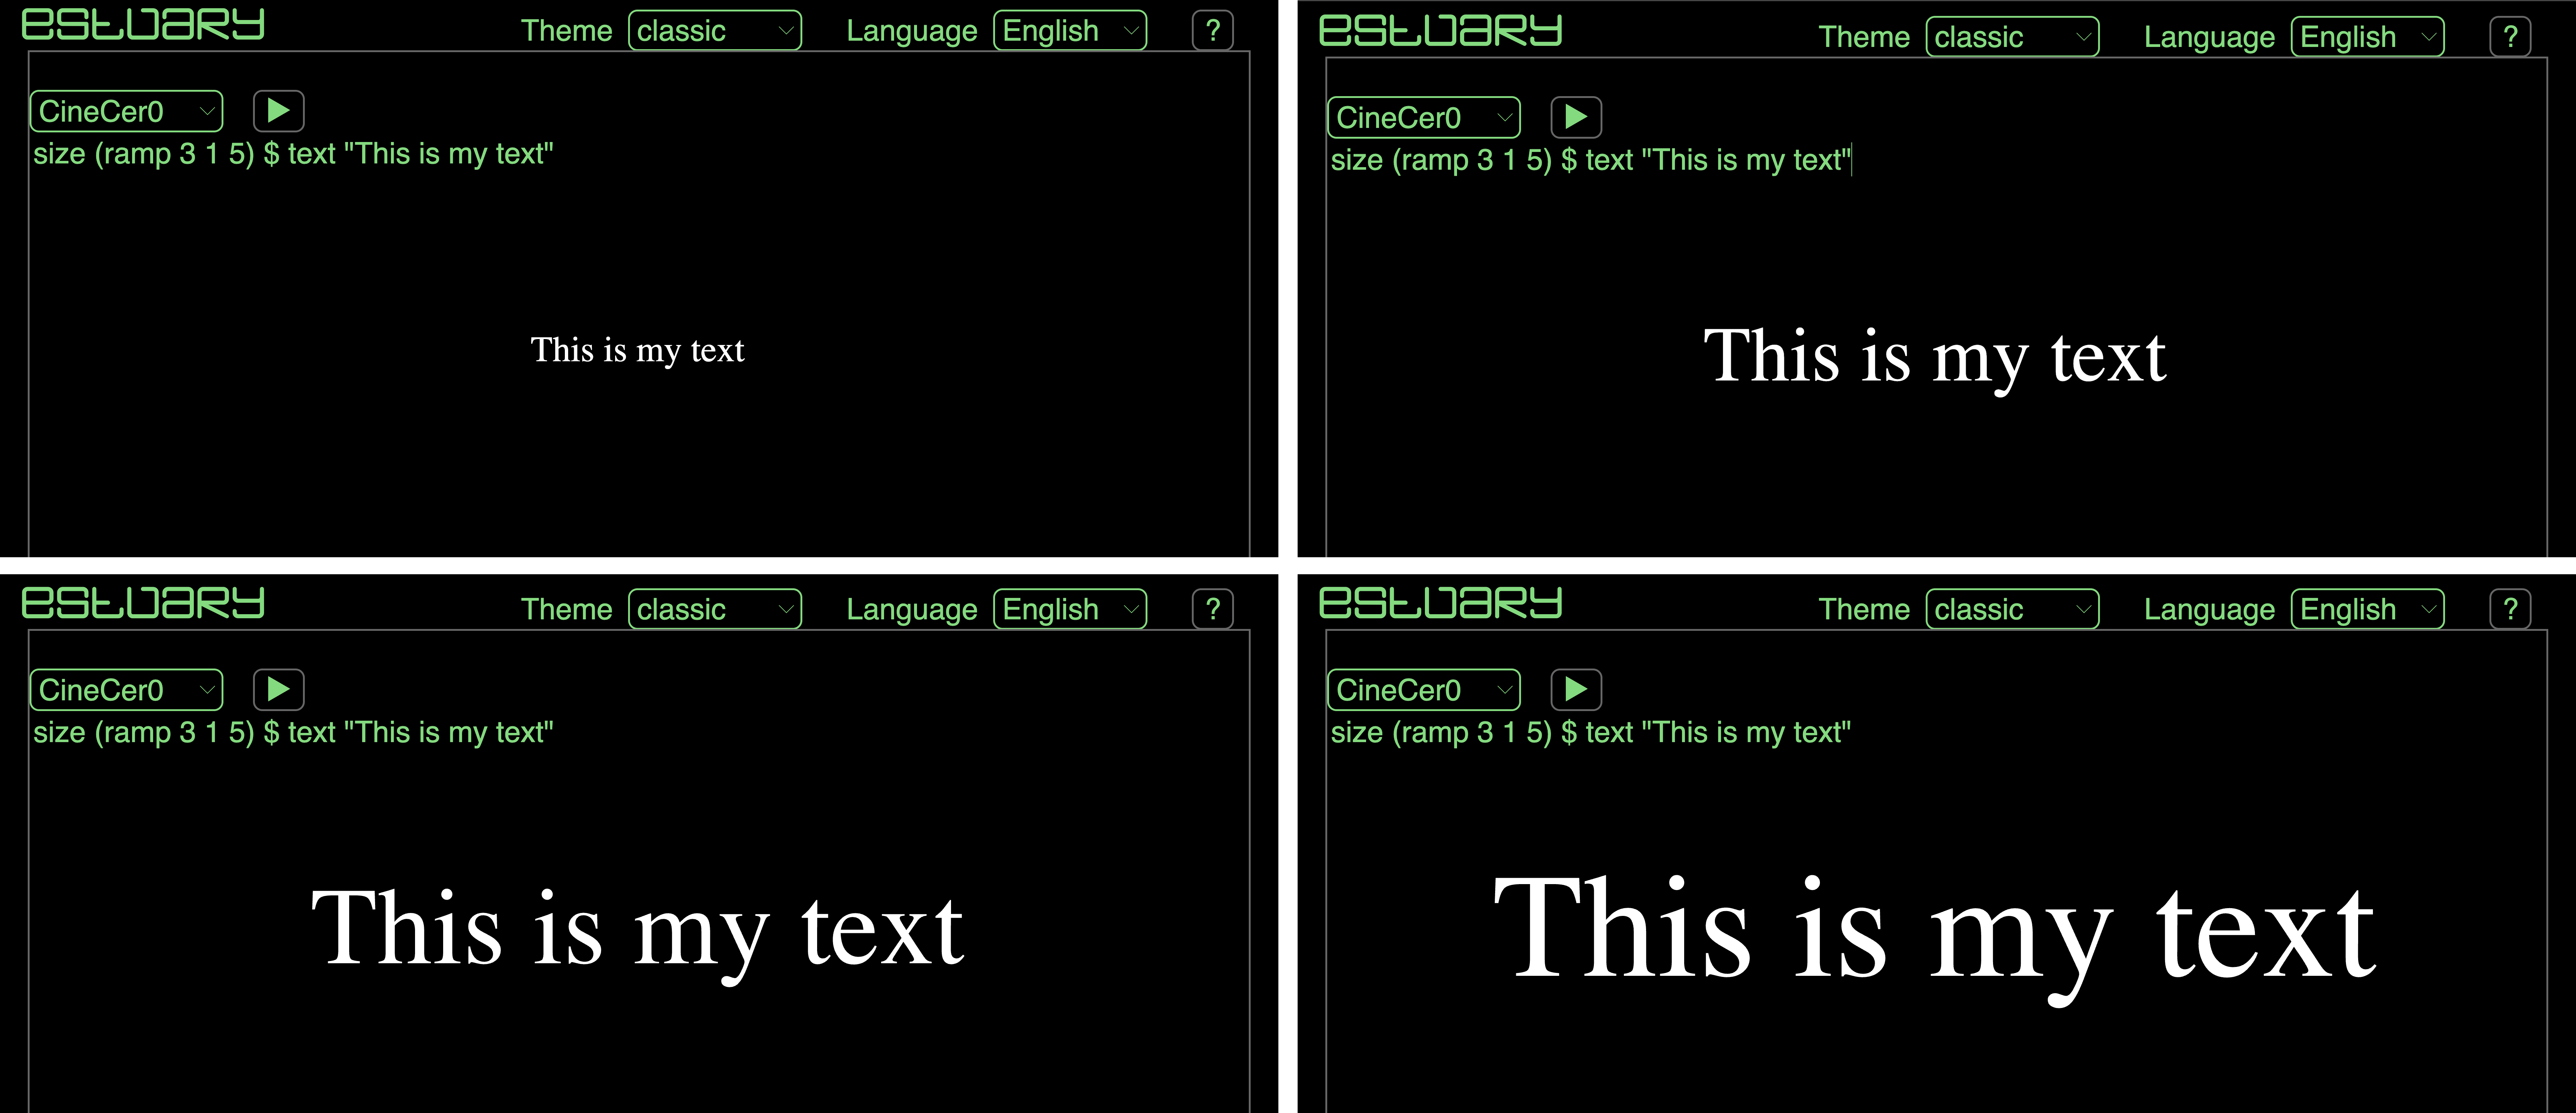 estuary Theme classic Language English ?
CineCer0
size (ramp 3 1 5) $ text "This is my text"
This is my text
estuary Theme classic Language English ?
CineCer0
size (ramp 3 1 5) $ text "This is my text"
This is my text
estuary Theme classic Language English ?
CineCer0
size (ramp 3 1 5) $ text "This is my text"
This is my text
estuary Theme classic Language English ?
CineCer0
size (ramp 3 1 5) $ text "This is my text"
This is my text